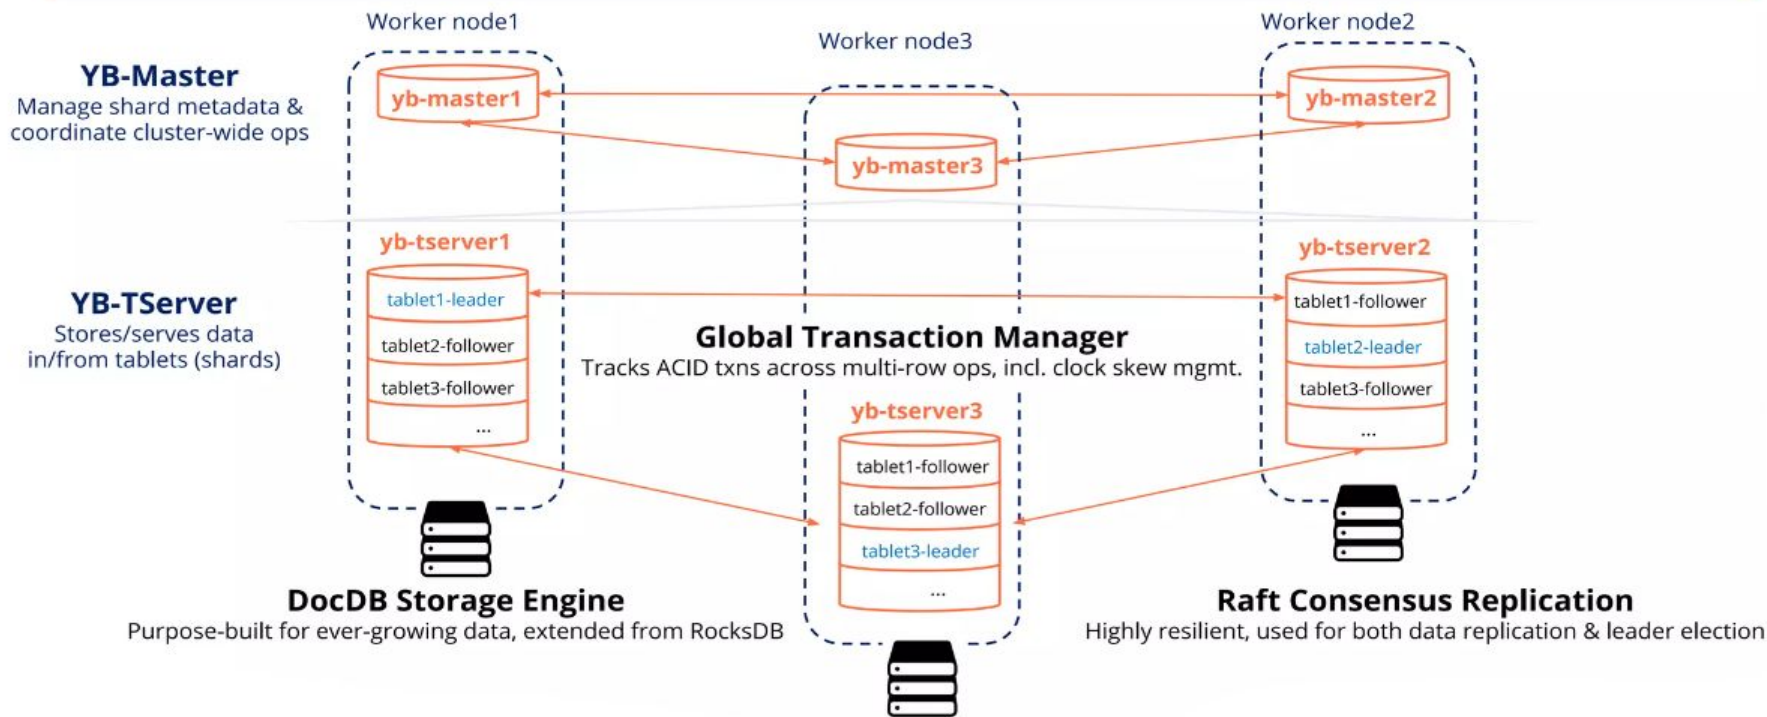 Worker node1
Worker node3
Worker node2
YB-Master
Manage shard metadata &
coordinate cluster-wide ops
yb-master1
yb-master2
yb-master3
YB-TServer
Stores/serves data
in/from tablets (shards)
yb-tserver1
tablet1-leader
tablet2-follower
tablet3-follower
...
Global Transaction Manager
Tracks ACID txns across multi-row ops, incl. clock skew mgmt.
yb-tserver3
tablet1-follower
tablet2-follower
tablet3-leader
...
yb-tserver2
tablet1-follower
tablet2-leader
tablet3-follower
...
DocDB Storage Engine
Purpose-built for ever-growing data, extended from RocksDB
Raft Consensus Replication
Highly resilient, used for both data replication & leader election